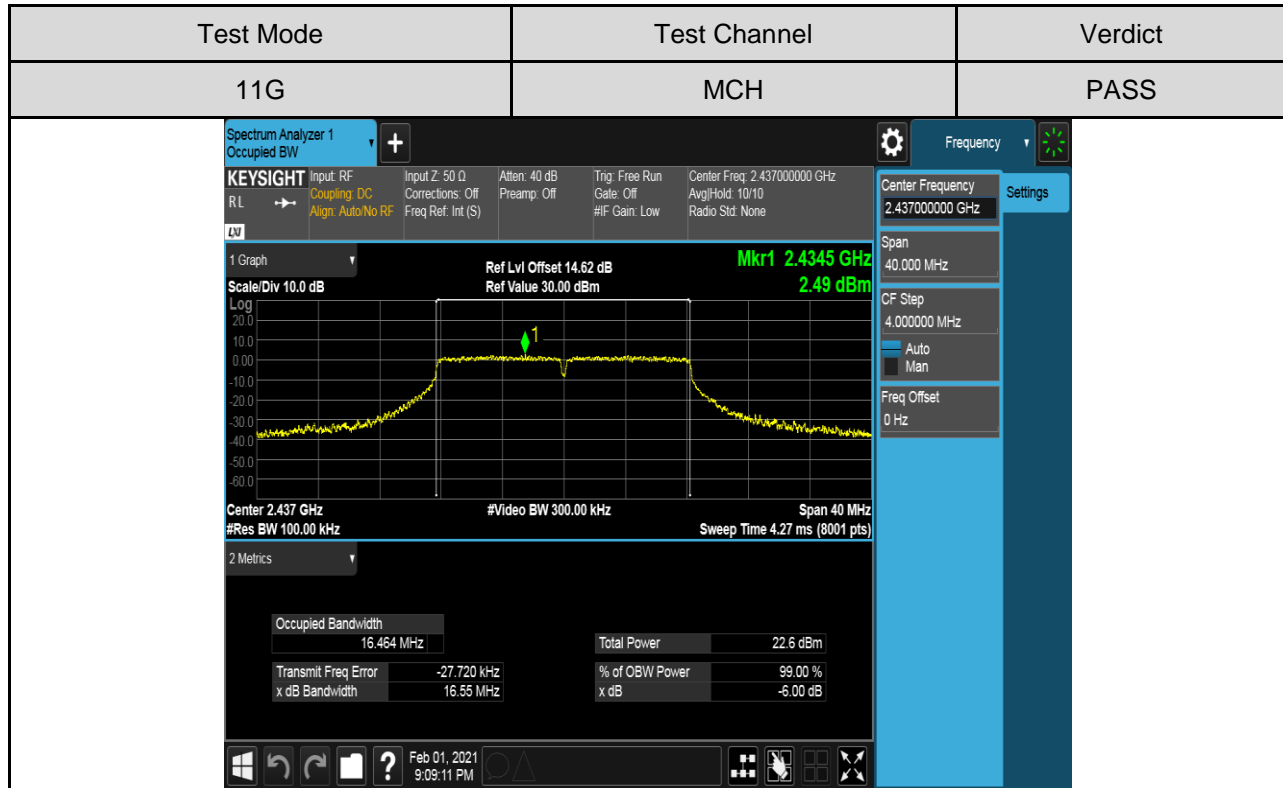 Test Mode Test Channel Verdict
11G MCH PASS
Spectrum Analyzer 1
Occupied BW
+
Frequency
KEYSIGHT
RL
LXI
Input: RF
Coupling: DC
Align: Auto/No RF
Input Z: 50 Ω
Corrections: Off
Freq Ref: Int (S)
Atten: 40 dB
Preamp: Off
Trig: Free Run
Gate: Off
#IF Gain: Low
Center Freq: 2.437000000 GHz
Avg|Hold: 10/10
Radio Std: None
Center Frequency
2.437000000 GHz
Settings
Span
40.000 MHz
CF Step
4.000000 MHz
Auto
Man
Freq Offset
0 Hz
1 Graph
Scale/Div 10.0 dB
Ref Lvl Offset 14.62 dB
Ref Value 30.00 dBm
Mkr1 2.4345 GHz
2.49 dBm
Log
20.0
10.0
0.00
-10.0
-20.0
-30.0
-40.0
-50.0
-60.0
1
Center 2.437 GHz #Video BW 300.00 kHz Span 40 MHz
#Res BW 100.00 kHz Sweep Time 4.27 ms (8001 pts)
2 Metrics
Occupied Bandwidth
16.464 MHz
Total Power 22.6 dBm
Transmit Freq Error -27.720 kHz % of OBW Power 99.00 %
x dB Bandwidth 16.55 MHz x dB -6.00 dB
?
Feb 01, 2021
9:09:11 PM